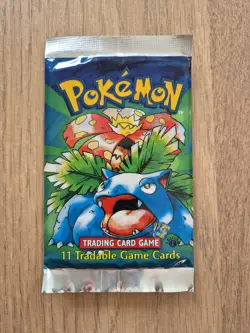 POKéMON
TRADING CARD GAME
11 Tradable Game Cards